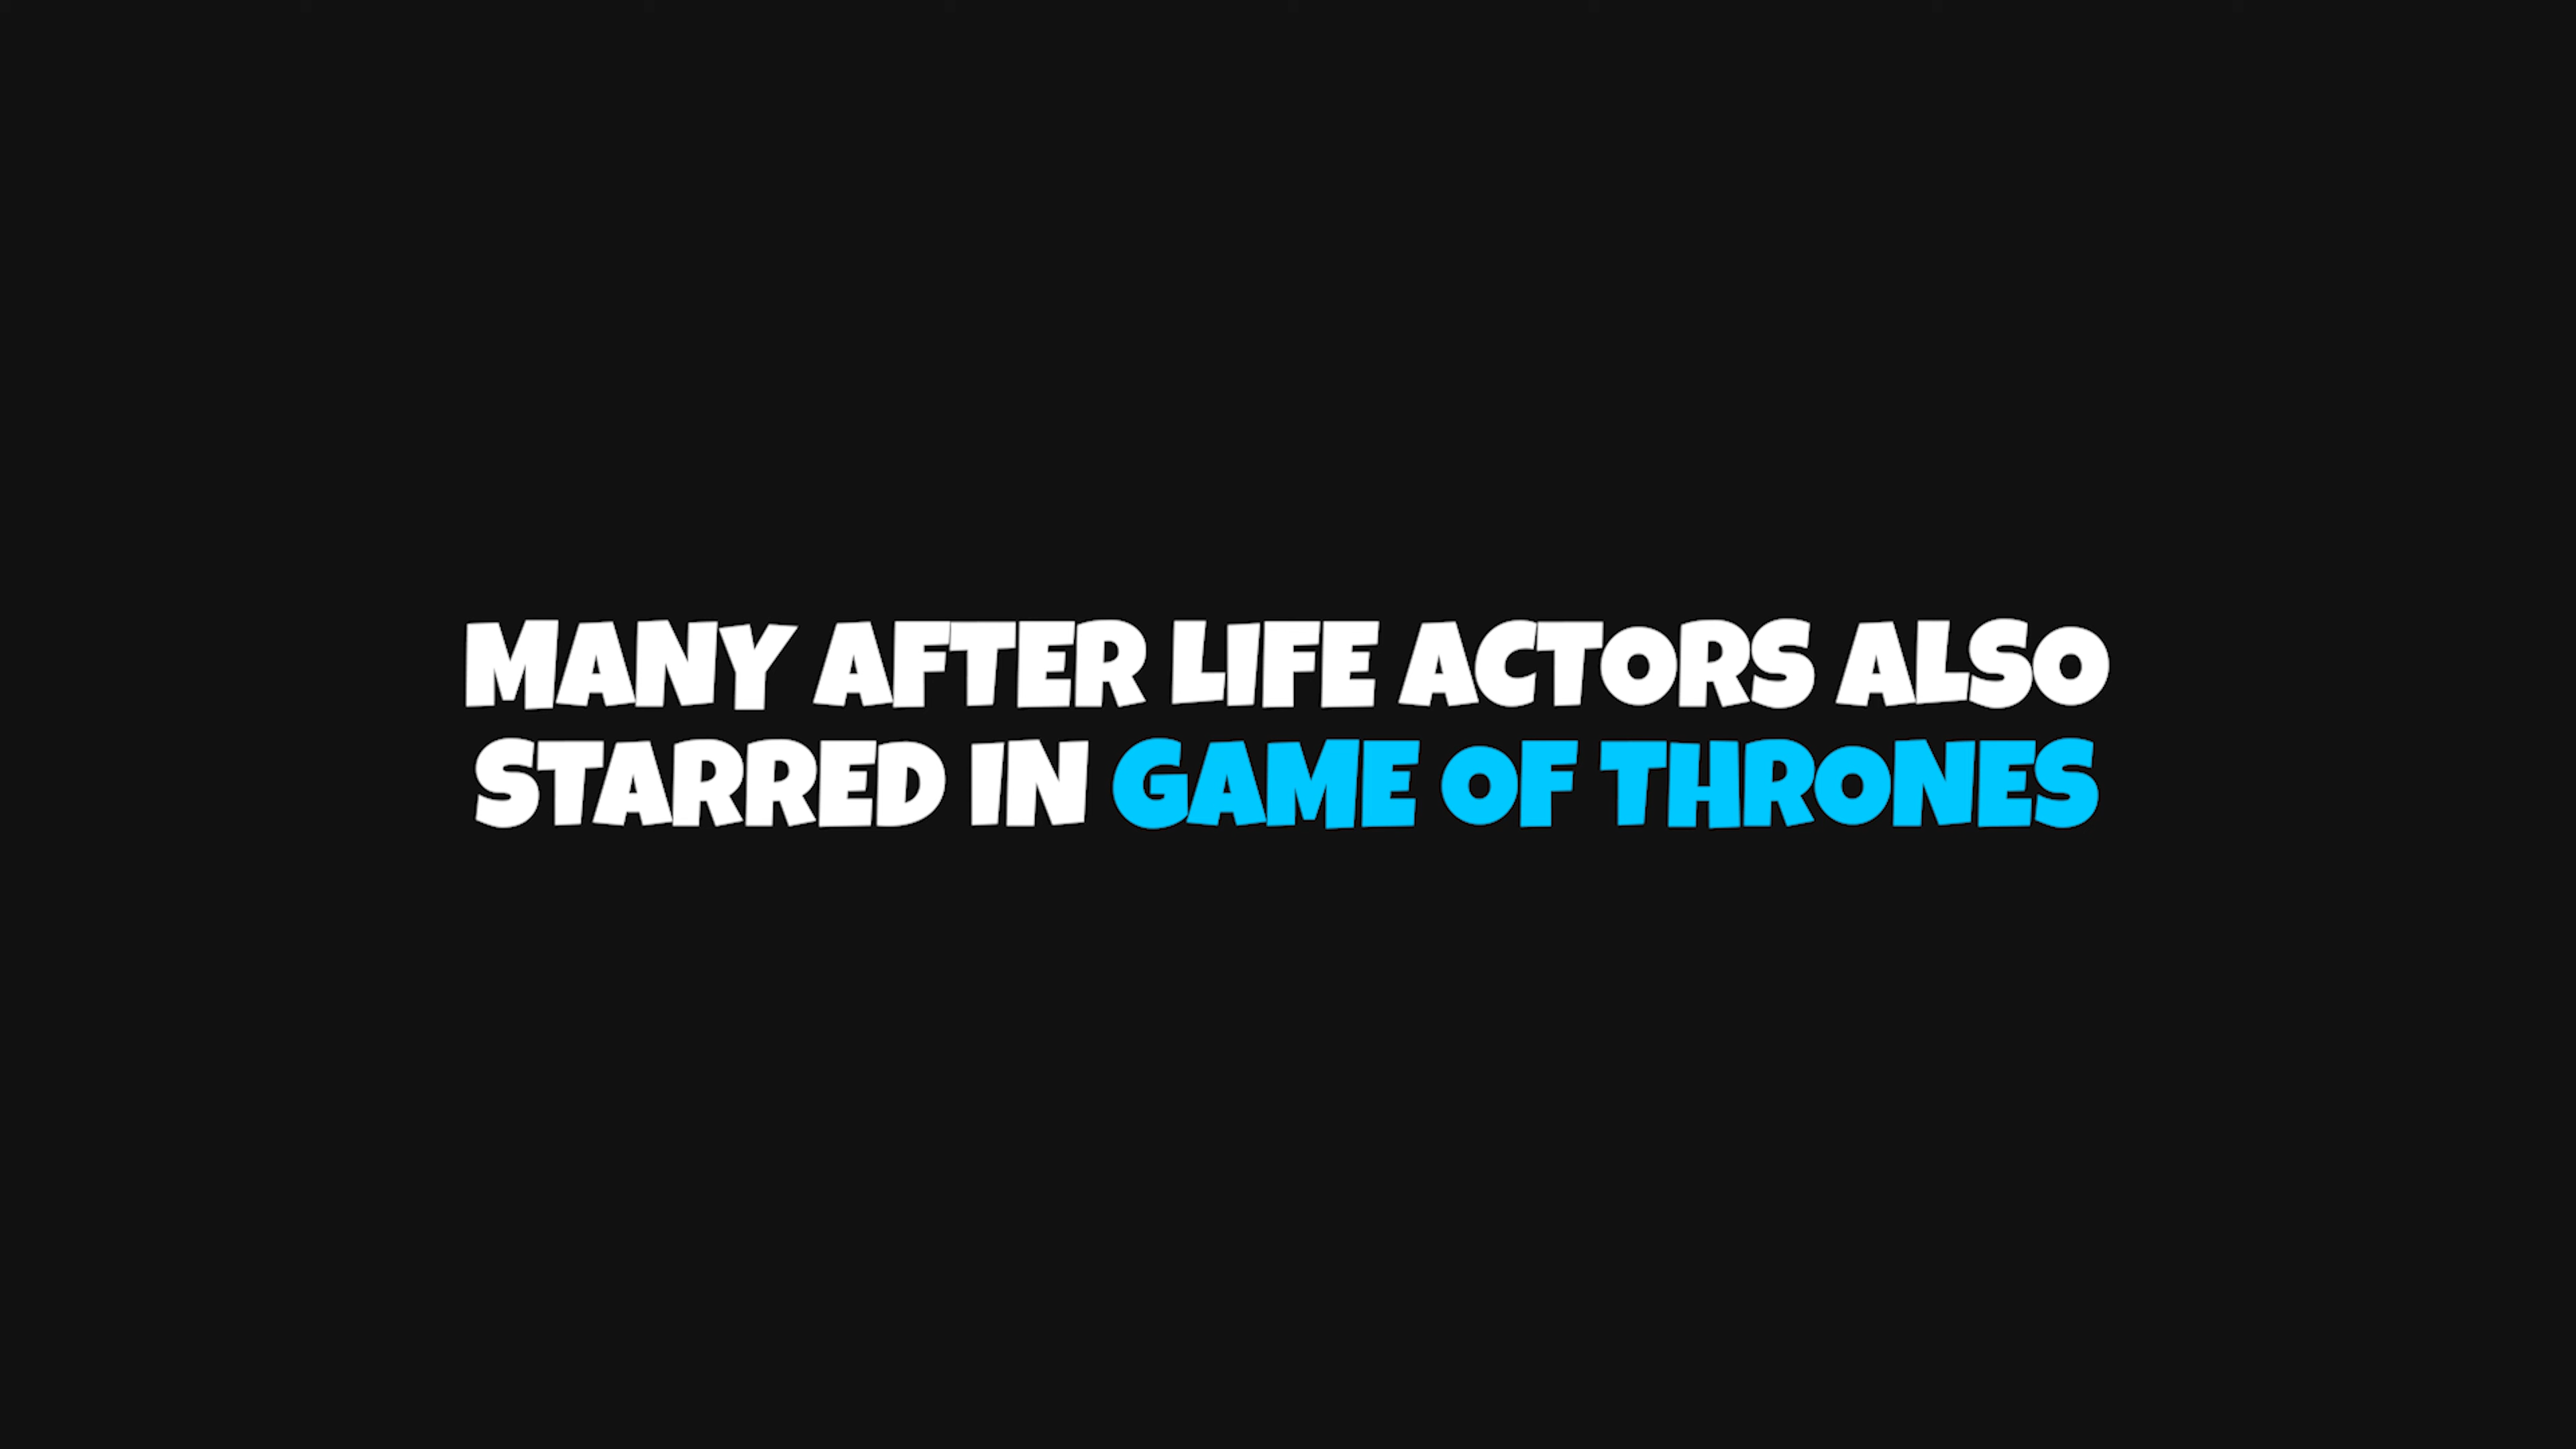 MANY AFTER LIFE ACTORS ALSO
STARRED IN GAME OF THRONES